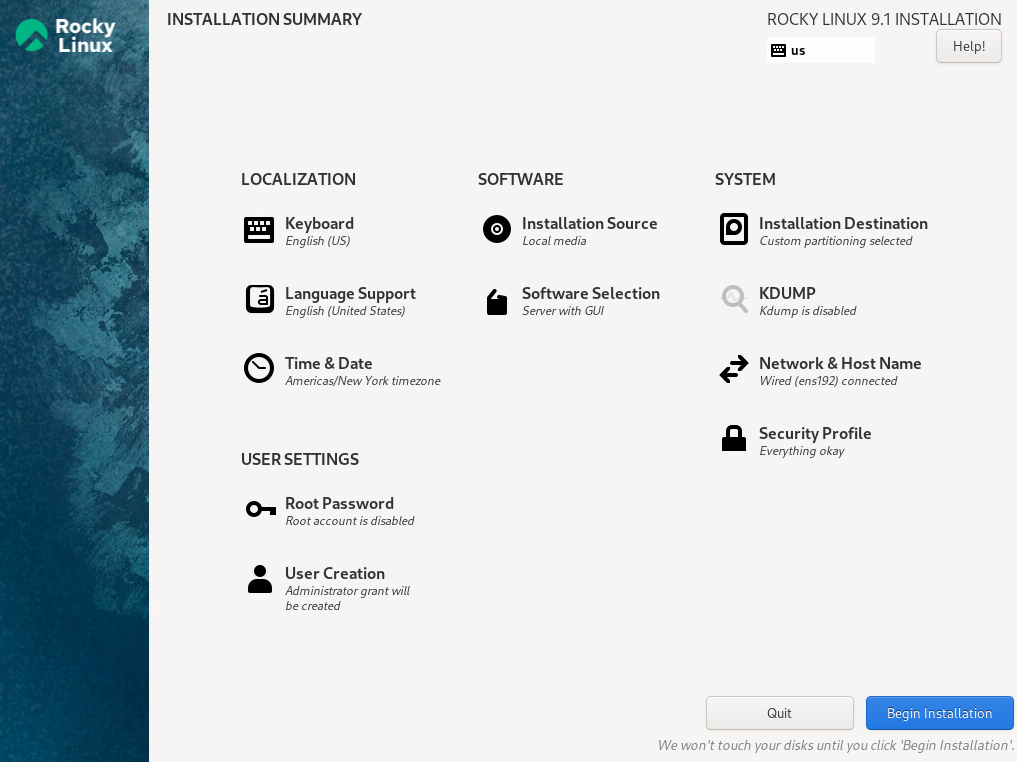 Rocky
Linux
INSTALLATION SUMMARY
ROCKY LINUX 9.1 INSTALLATION
us
Help!
LOCALIZATION
Keyboard
English (US)
Language Support
English (United States)
Time & Date
Americas/New York timezone
SOFTWARE
Installation Source
Local media
Software Selection
Server with GUI
SYSTEM
Installation Destination
Custom partitioning selected
KDUMP
Kdump is disabled
Network & Host Name
Wired (ens192) connected
Security Profile
Everything okay
USER SETTINGS
Root Password
Root account is disabled
User Creation
Administrator grant will
be created
Quit
Begin Installation
We won't touch your disks until you click 'Begin Installation'.